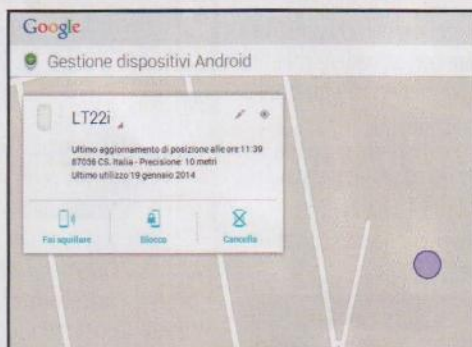 Google
Gestione dispositivi Android
LT22i
Ultimo aggiornamento di posizione alle ore 11:39
87036 CS, Italia - Precisione: 10 metri
Ultimo utilizzo 19 gennaio 2014
Fai squillare
Blocco
Cancella